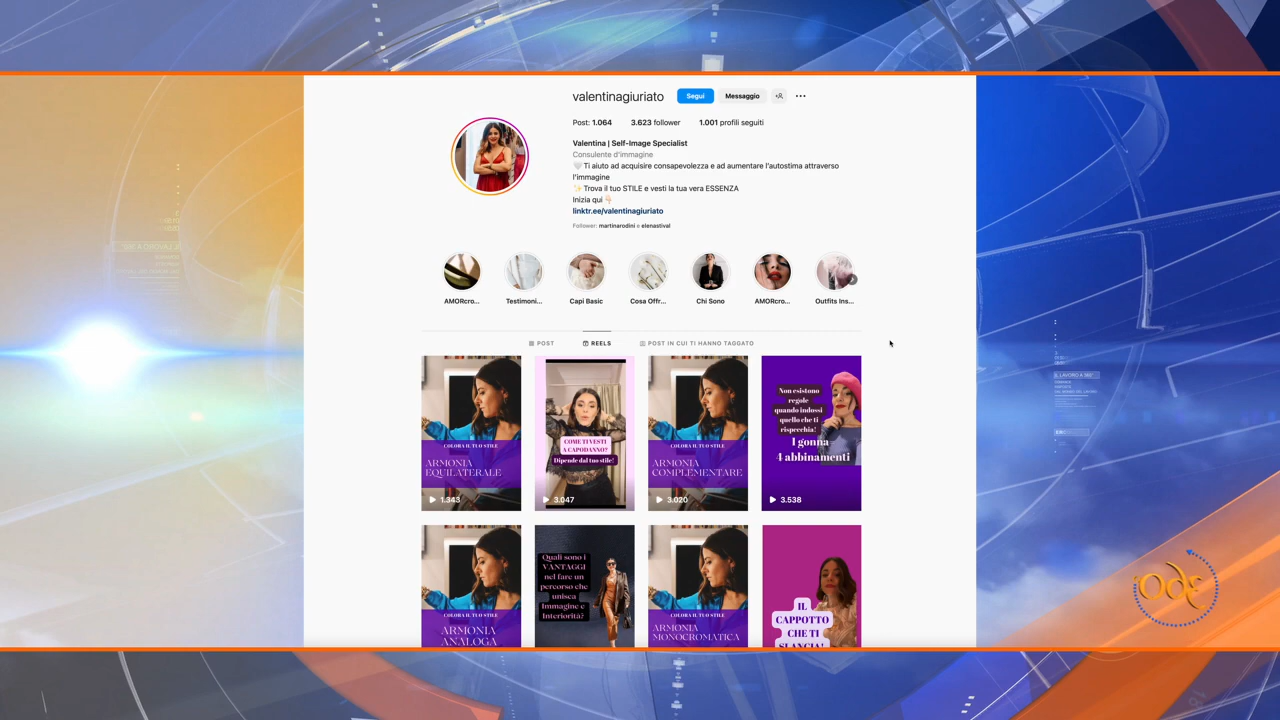 valentinagiuriato Segui Messaggio
Post: 1.064 3.623 follower 1.001 profili seguiti
Valentina | Self-Image Specialist
Consulente d'immagine
Ti aiuto ad acquisire consapevolezza e ad aumentare l'autostima attraverso
l'immagine
✨ Trova il tuo STILE e vesti la tua vera ESSENZA
Inizia qui
linktr.ee/valentinagiuriato
Follower: martinarodini e elenastival
AMORcro... Testimoni... Capi Basic Cosa Offr... Chi Sono AMORcro... Outfits Ins...
POST REELS POST IN CUI TI HANNO TAGGATO
COLORA IL TUO STILE
ARMONIA
EQUILATERALE
1.343
COME TI VESTI
A CAPODANNO?
Dipende dal tuo stile!
3.047
COLORA IL TUO STILE
ARMONIA
COMPLEMENTARE
3.020
Non esistono
regole
quando indossi
quello che ti
rispecchia!
1 gonna
4 abbinamenti
3.538
COLORA IL TUO STILE
ARMONIA
ANALOGA
Quali sono i
VANTAGGI
nel fare un
percorso che
unisca
Immagine e
Interiorità?
COLORA IL TUO STILE
ARMONIA
MONOCROMATICA
IL
CAPPOTTO
CHE TI
SLANCIA!
IL LAVORO A 360°